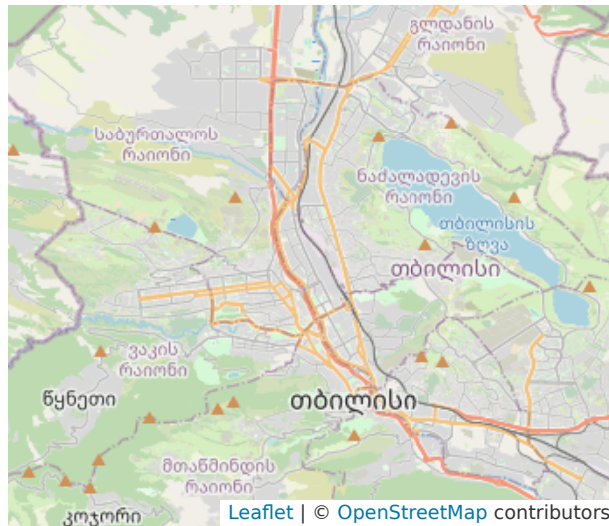 გლდანის
რაიონი
საბურთალოს
რაიონი
ნაძალადევის
რაიონი
თბილისის
ზღვა
თბილისი
ვაკის
რაიონი
წყნეთი
თბილისი
მთაწმინდის
რაიონი
კოჯორი
Leaflet | © OpenStreetMap contributors